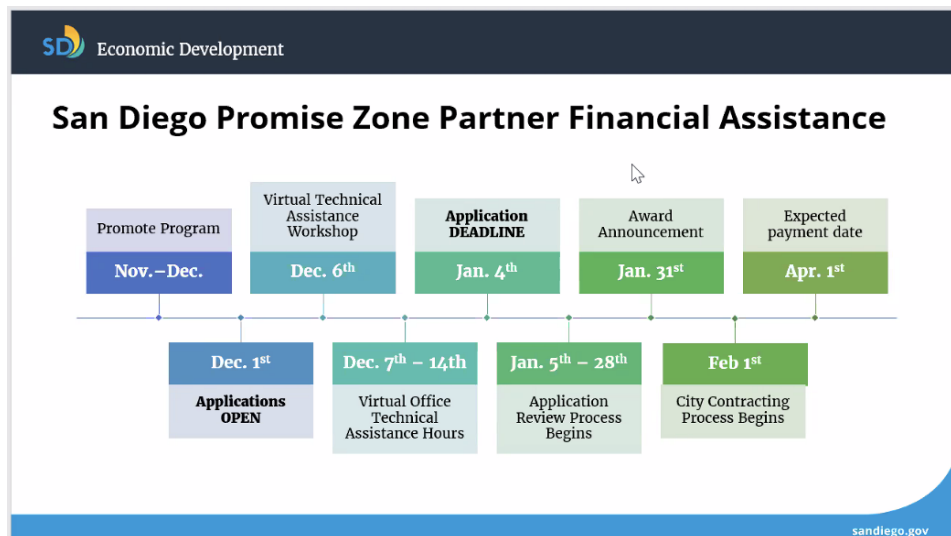 SD Economic Development
San Diego Promise Zone Partner Financial Assistance
Promote Program
Nov.–Dec.
Dec. 1st
Applications
OPEN
Virtual Technical
Assistance
Workshop
Dec. 6th
Dec. 7th – 14th
Virtual Office
Technical
Assistance Hours
Application
DEADLINE
Jan. 4th
Jan. 5th – 28th
Application
Review Process
Begins
Award
Announcement
Jan. 31st
Feb 1st
City Contracting
Process Begins
Expected
payment date
Apr. 1st
sandiego.gov